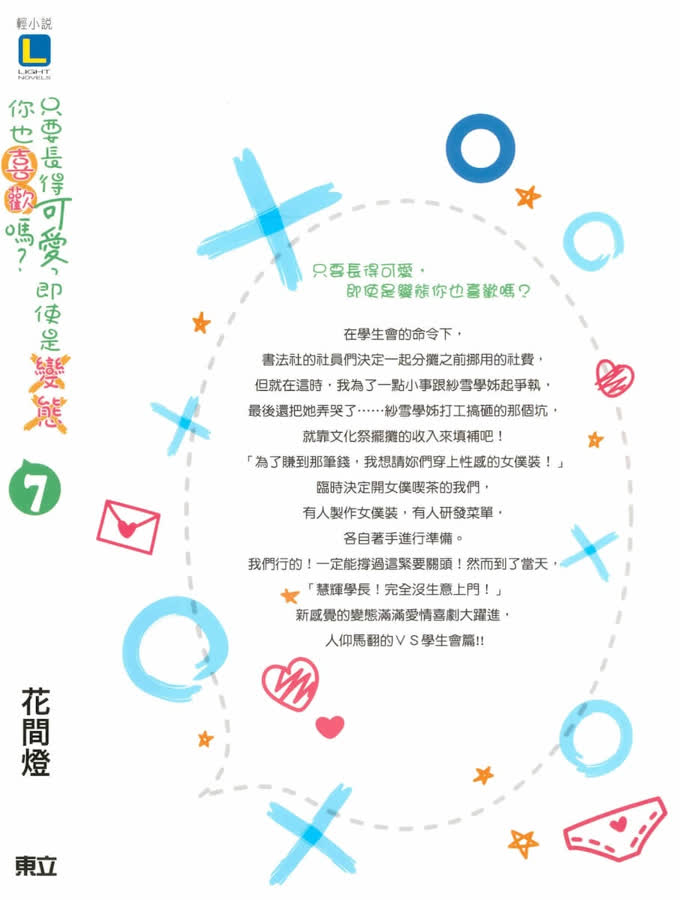 輕小説
L
LIGHT
NOVELS
只要長得可愛，即使是變態
你也喜歡嗎？
7
花間燈
東立
只要長得可愛，
即使是變態你也喜歡嗎？
在學生會的命令下，
書法社的社員們決定一起分攤之前挪用的社費，
但就在這時，我為了一點小事跟紗雪學姊起爭執，
最後還把她弄哭了⋯⋯紗雪學姊打工搞砸的那個坑，
就靠文化祭擺攤的收入來填補吧！
「為了賺到那筆錢，我想請妳們穿上性感的女僕裝！」
臨時決定開女僕喫茶的我們，
有人製作女僕裝，有人研發菜單，
各自著手進行準備。
我們行的！一定能撐過這緊要關頭！然而到了當天，
「慧輝學長！完全沒生意上門！」
新感覺的變態滿滿愛情喜劇大躍進，
人仰馬翻的ＶＳ學生會篇!!